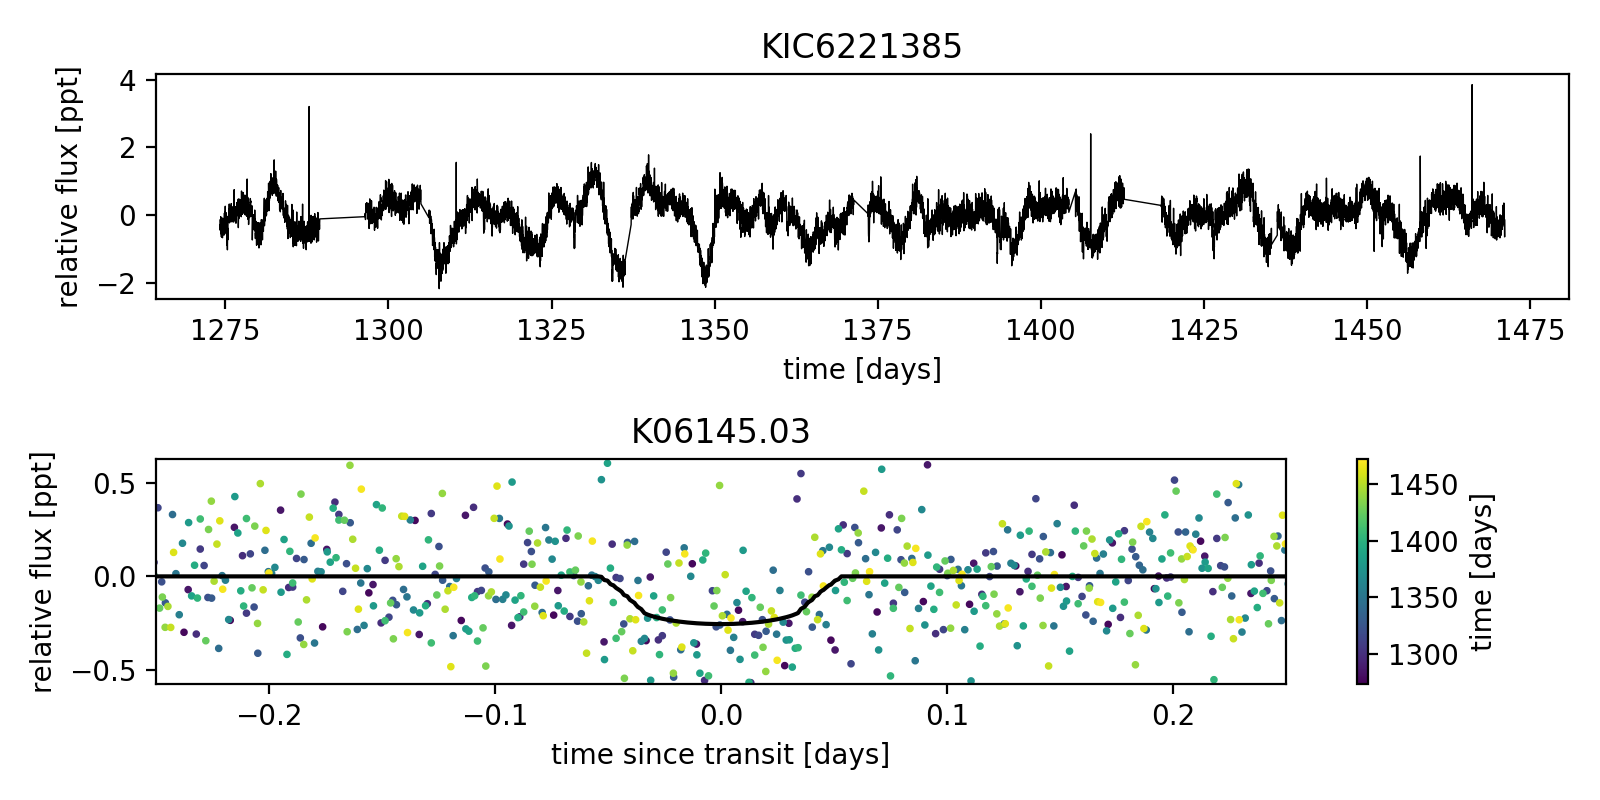 KIC6221385
relative flux [ppt]
4
2
0
−2
1275 1300 1325 1350 1375 1400 1425 1450 1475
time [days]
K06145.03
relative flux [ppt]
0.5
0.0
−0.5
−0.2 −0.1 0.0 0.1 0.2
time since transit [days]
1450
1400
1350
1300
time [days]